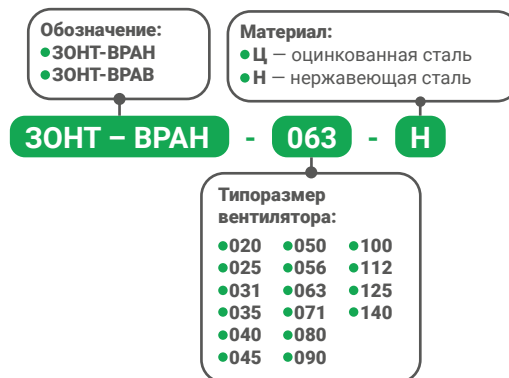 Обозначение:
•ЗОНТ-ВРАН
•ЗОНТ-ВРАВ
Материал:
•Ц — оцинкованная сталь
•Н — нержавеющая сталь
ЗОНТ – ВРАН - 063 - Н
Типоразмер
вентилятора:
•020 •050 •100
•025 •056 •112
•031 •063 •125
•035 •071 •140
•040 •080
•045 •090